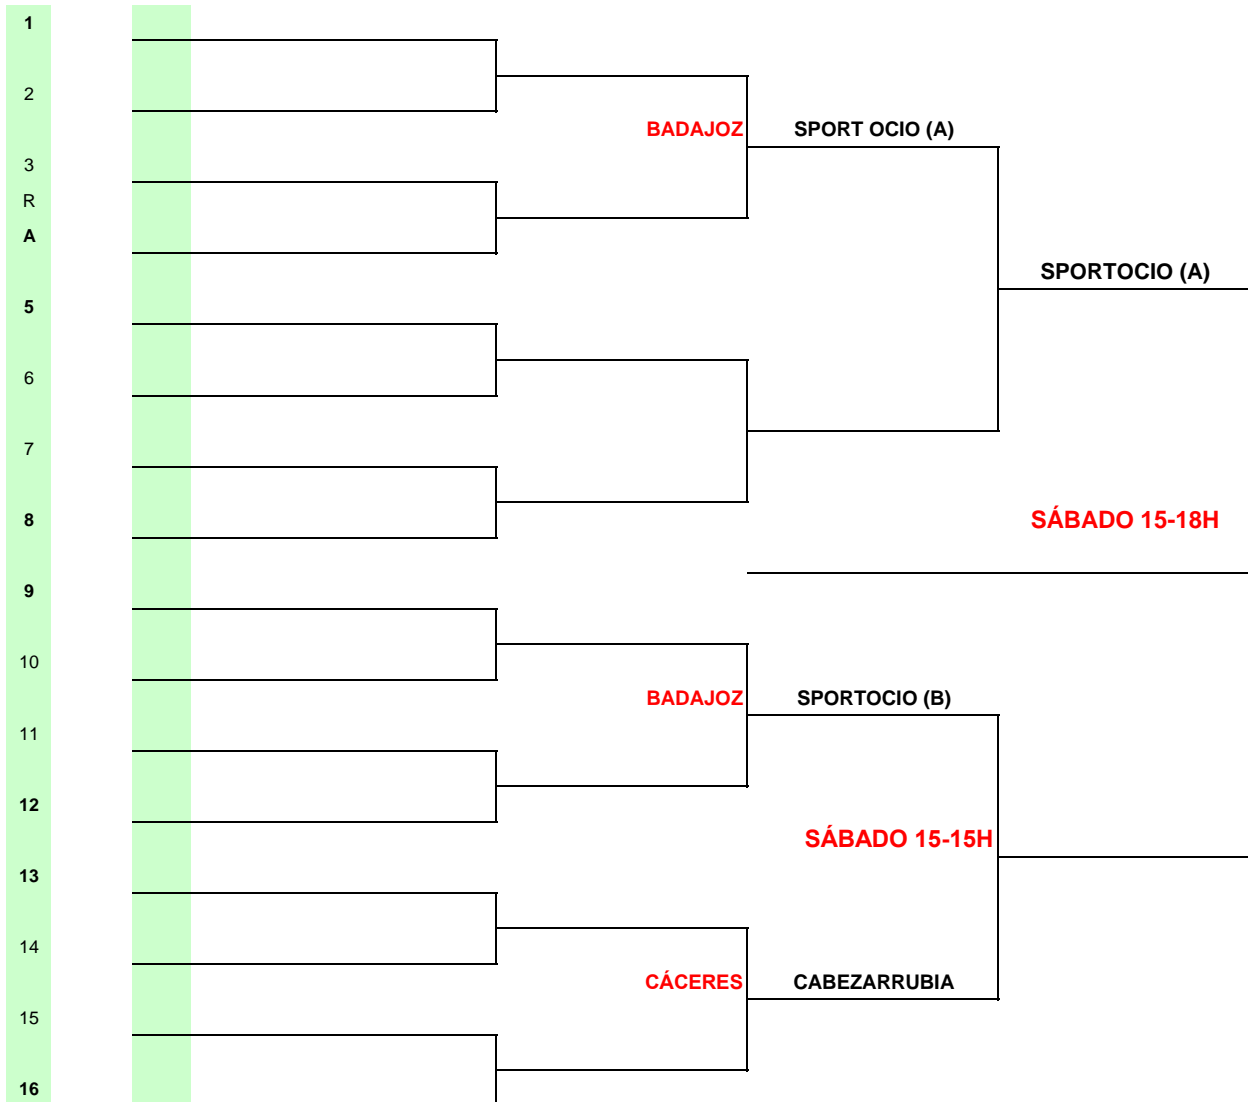 1
2
BADAJOZ SPORT OCIO (A)
3
R
A
SPORTOCIO (A)
5
6
7
8 SÁBADO 15-18H
9
10
BADAJOZ SPORTOCIO (B)
11
12
SÁBADO 15-15H
13
14
CÁCERES CABEZARRUBIA
15
16